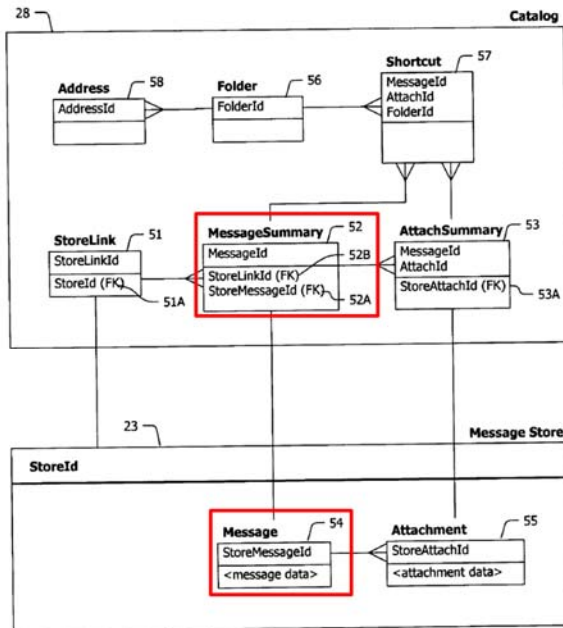 28
Catalog
Shortcut
57
MessageId
AttachId
FolderId
Address
58
AddressId
Folder
56
FolderId
StoreLink
51
StoreLinkId
StoreId (FK)
51A
MessageSummary
52
MessageId
52B
StoreLinkId (FK)
StoreMessageId (FK)
52A
AttachSummary
53
MessageId
AttachId
StoreAttachId (FK)
53A
23
Message Store
StoreId
Message
54
StoreMessageId
<message data>
Attachment
55
StoreAttachId
<attachment data>